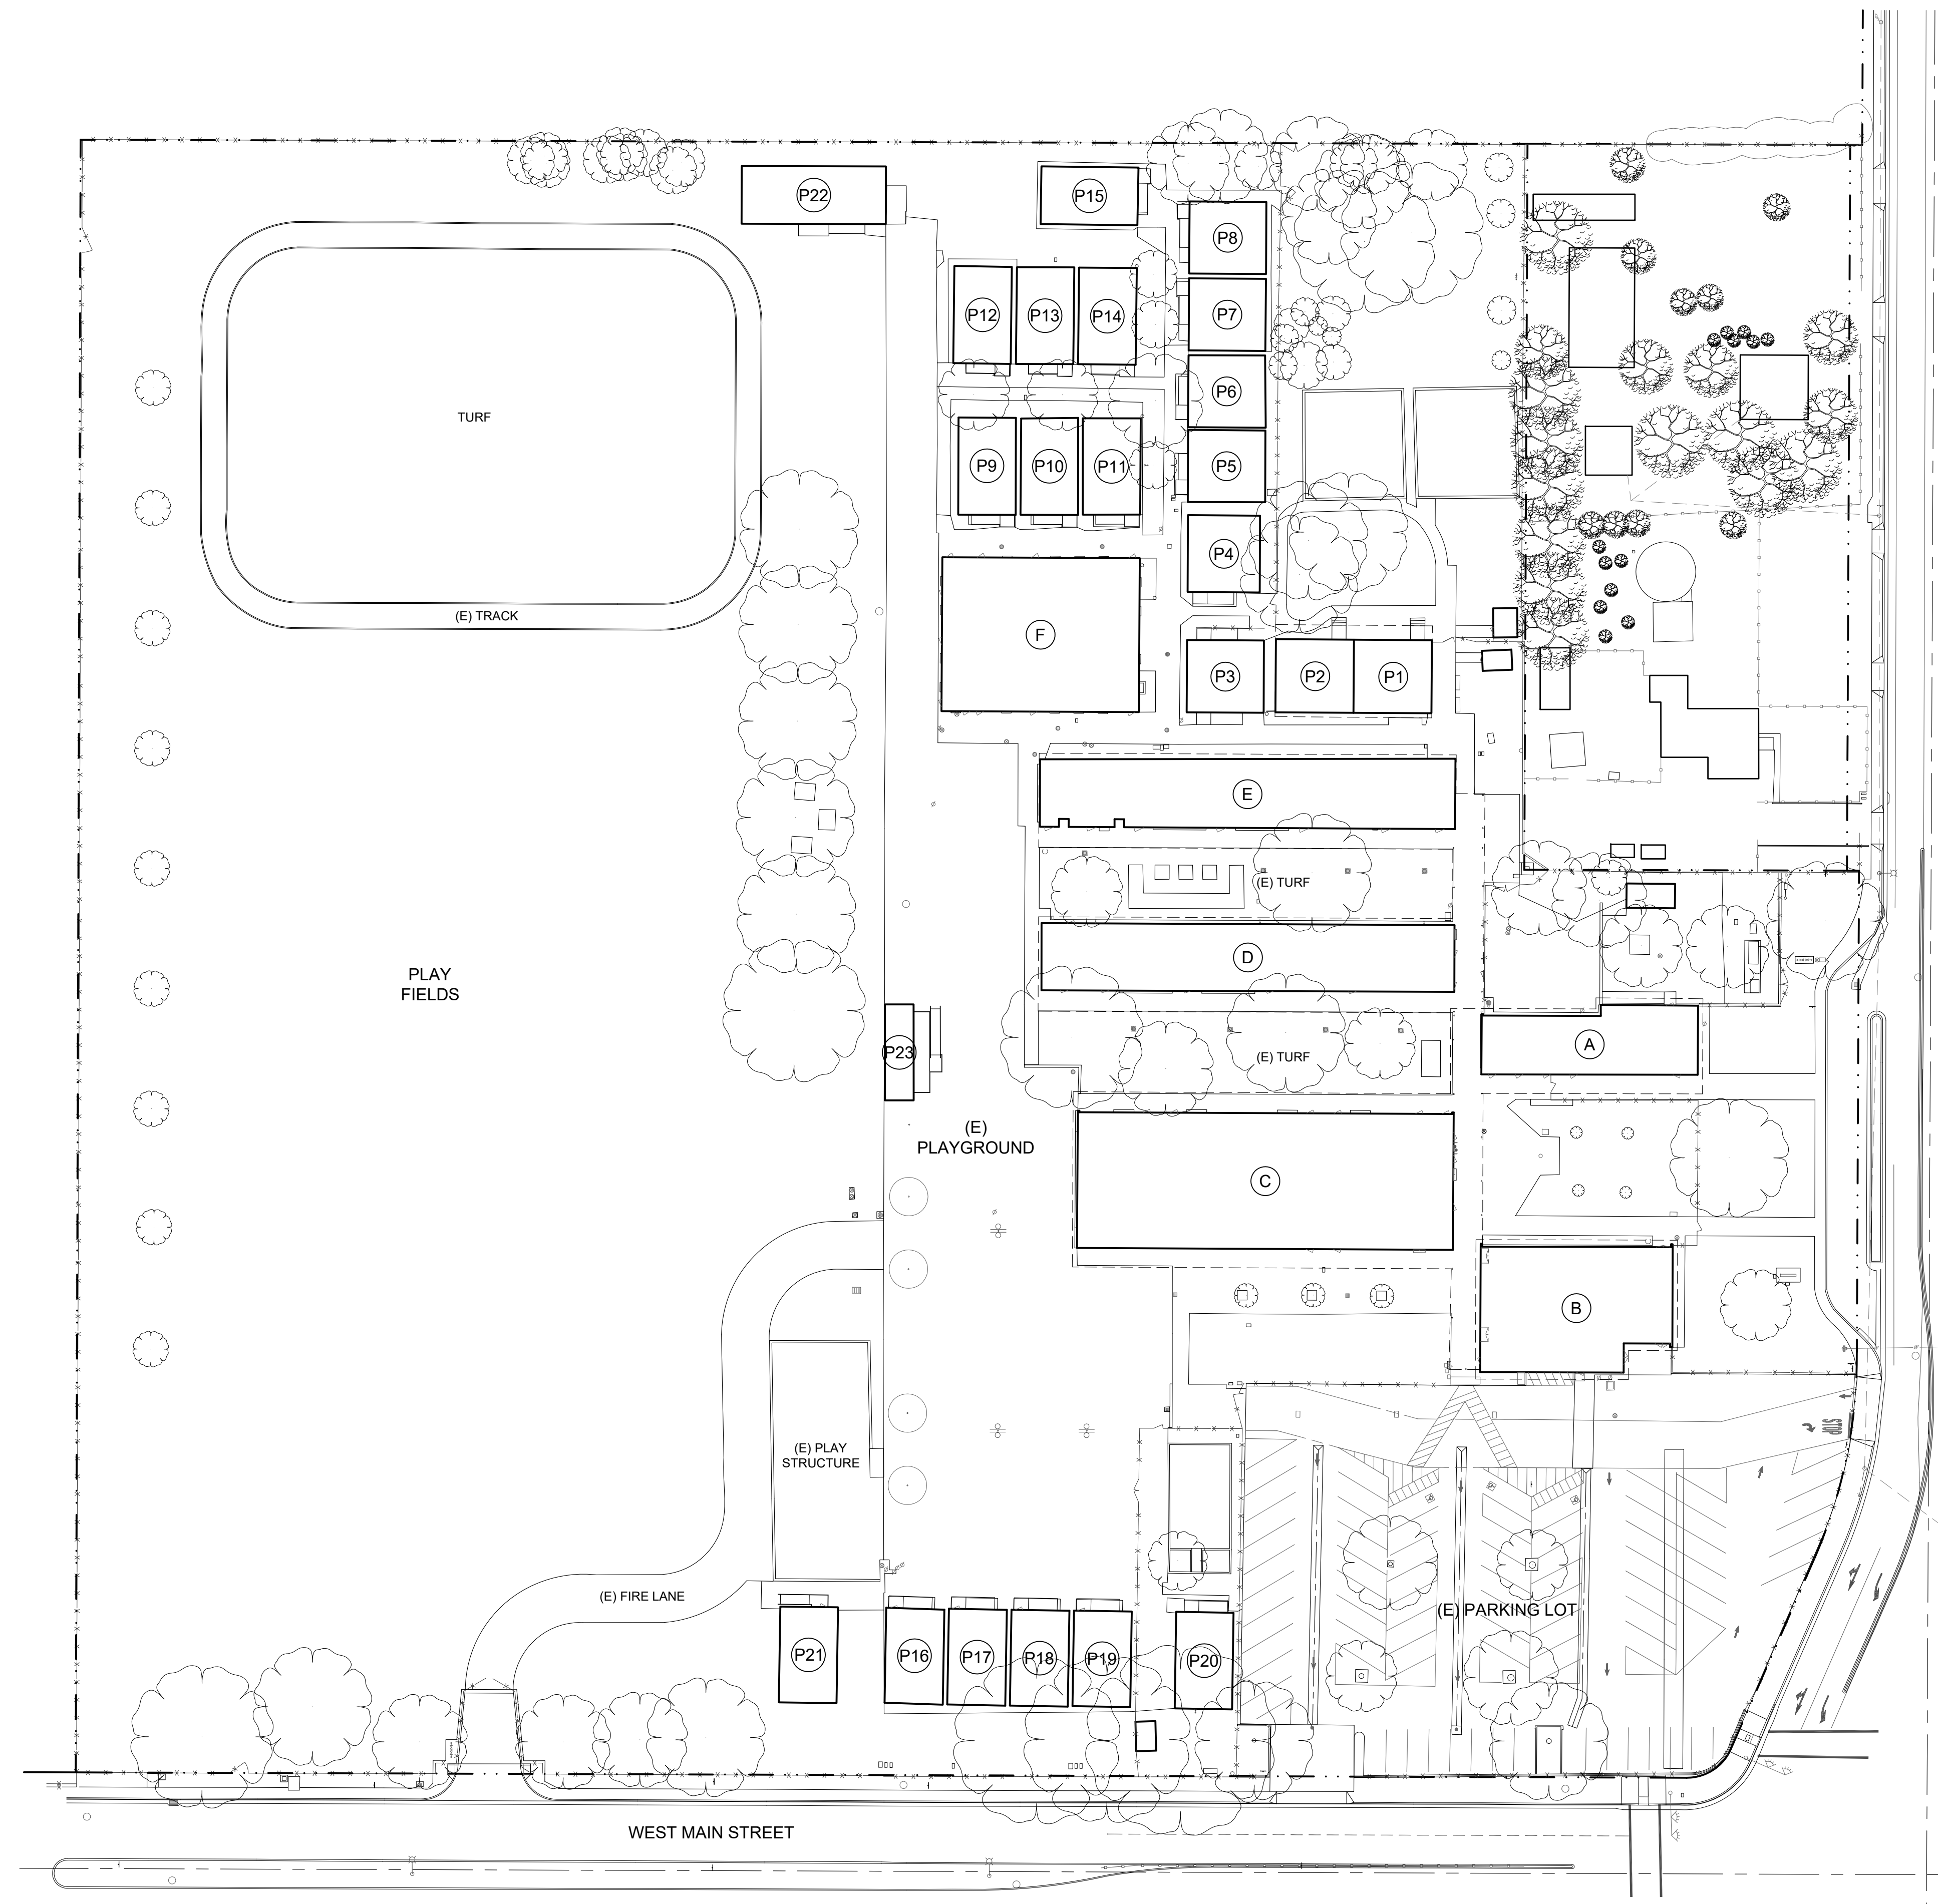 P22
P15
P8
P12
P13
P14
P7
P6
TURF
P9
P10
P11
P5
P4
(E) TRACK
F
P3
P2
P1
E
(E) TURF
D
PLAY
FIELDS
P23
(E) TURF
A
(E)
PLAYGROUND
C
B
STOP
(E) PLAY
STRUCTURE
(E) FIRE LANE
(E) PARKING LOT
P21
P16
P17
P18
P19
P20
WEST MAIN STREET